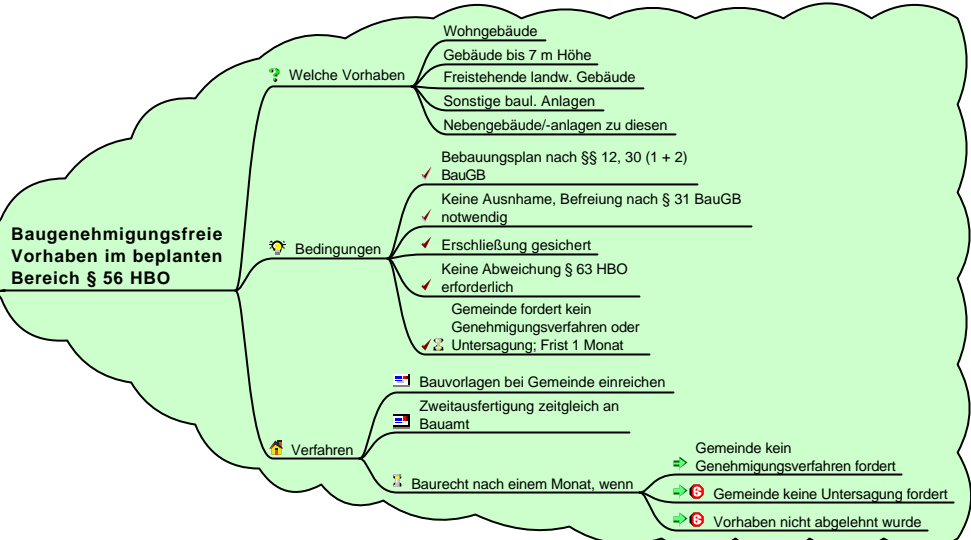 Baugenehmigungsfreie
Vorhaben im beplanten
Bereich § 56 HBO
Welche Vorhaben
Wohngebäude
Gebäude bis 7 m Höhe
Freistehende landw. Gebäude
Sonstige baul. Anlagen
Nebengebäude/-anlagen zu diesen
Bedingungen
Bebauungsplan nach §§ 12, 30 (1 + 2)
BauGB
Keine Ausnhame, Befreiung nach § 31 BauGB
notwendig
Erschließung gesichert
Keine Abweichung § 63 HBO
erforderlich
Gemeinde fordert kein
Genehmigungsverfahren oder
Untersagung; Frist 1 Monat
Verfahren
Bauvorlagen bei Gemeinde einreichen
Zweitausfertigung zeitgleich an
Bauamt
Baurecht nach einem Monat, wenn
Gemeinde kein
Genehmigungsverfahren fordert
Gemeinde keine Untersagung fordert
Vorhaben nicht abgelehnt wurde